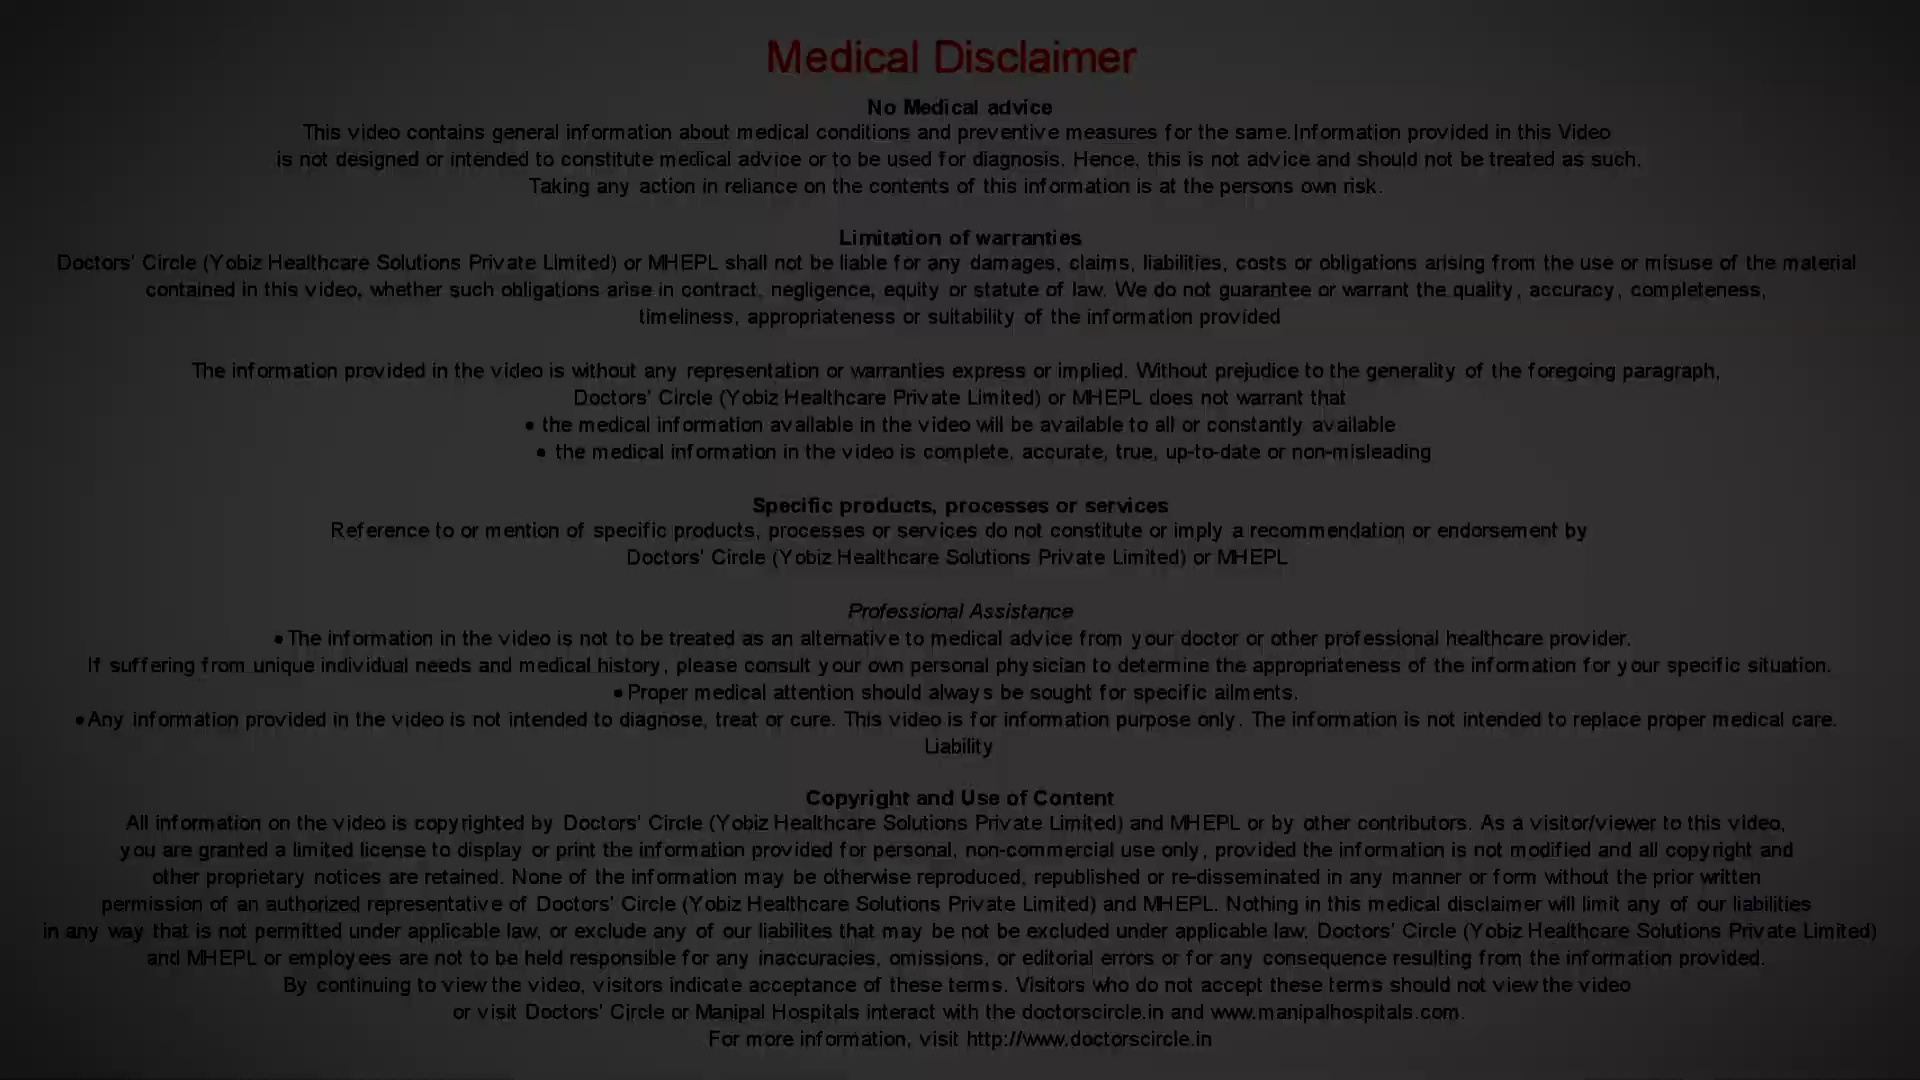 Medical Disclaimer
No Medical advice
This video contains general information about medical conditions and preventive measures for the same.Information provided in this Video
is not designed or intended to constitute medical advice or to be used for diagnosis. Hence, this is not advice and should not be treated as such.
Taking any action in reliance on the contents of this information is at the persons own risk.
Limitation of warranties
Doctors' Circle (Yobiz Healthcare Solutions Private Limited) or MHEPL shall not be liable for any damages, claims, liabilities, costs or obligations arising from the use or misuse of the material
contained in this video, whether such obligations arise in contract, negligence, equity or statute of law. We do not guarantee or warrant the quality, accuracy, completeness,
timeliness, appropriateness or suitability of the information provided
The information provided in the video is without any representation or warranties express or implied. Without prejudice to the generality of the foregoing paragraph,
Doctors' Circle (Yobiz Healthcare Private Limited) or MHEPL does not warrant that
• the medical information available in the video will be available to all or constantly available
• the medical information in the video is complete, accurate, true, up-to-date or non-misleading
Specific products, processes or services
Reference to or mention of specific products, processes or services do not constitute or imply a recommendation or endorsement by
Doctors' Circle (Yobiz Healthcare Solutions Private Limited) or MHEPL
Professional Assistance
•The information in the video is not to be treated as an alternative to medical advice from your doctor or other professional healthcare provider.
If suffering from unique individual needs and medical history, please consult your own personal physician to determine the appropriateness of the information for your specific situation.
•Proper medical attention should always be sought for specific ailments.
•Any information provided in the video is not intended to diagnose, treat or cure. This video is for information purpose only. The information is not intended to replace proper medical care.
Liability
Copyright and Use of Content
All information on the video is copyrighted by Doctors' Circle (Yobiz Healthcare Solutions Private Limited) and MHEPL or by other contributors. As a visitor/viewer to this video,
you are granted a limited license to display or print the information provided for personal, non-commercial use only, provided the information is not modified and all copyright and
other proprietary notices are retained. None of the information may be otherwise reproduced, republished or re-disseminated in any manner or form without the prior written
permission of an authorized representative of Doctors' Circle (Yobiz Healthcare Solutions Private Limited) and MHEPL. Nothing in this medical disclaimer will limit any of our liabilities
in any way that is not permitted under applicable law, or exclude any of our liabilites that may be not be excluded under applicable law. Doctors' Circle (Yobiz Healthcare Solutions Private Limited)
and MHEPL or employees are not to be held responsible for any inaccuracies, omissions, or editorial errors or for any consequence resulting from the information provided.
By continuing to view the video, visitors indicate acceptance of these terms. Visitors who do not accept these terms should not view the video
or visit Doctors' Circle or Manipal Hospitals interact with the doctorscircle.in and www.manipalhospitals.com.
For more information, visit http://www.doctorscircle.in